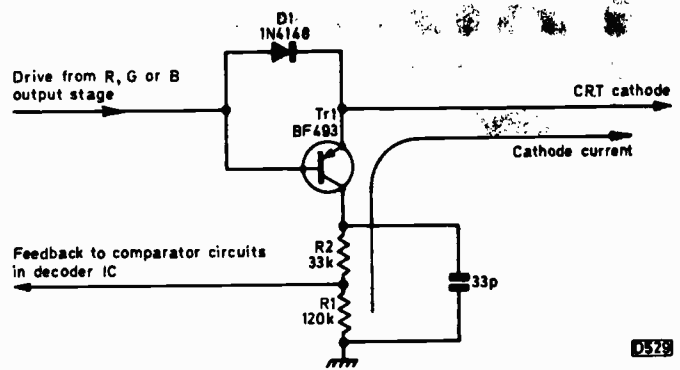 D1
1N4148
Drive from R, G or B
output stage
Tr1
BF493
CRT cathode
Cathode current
Feedback to comparator circuits
in decoder IC
R2
33k
33p
R1
120k
D529